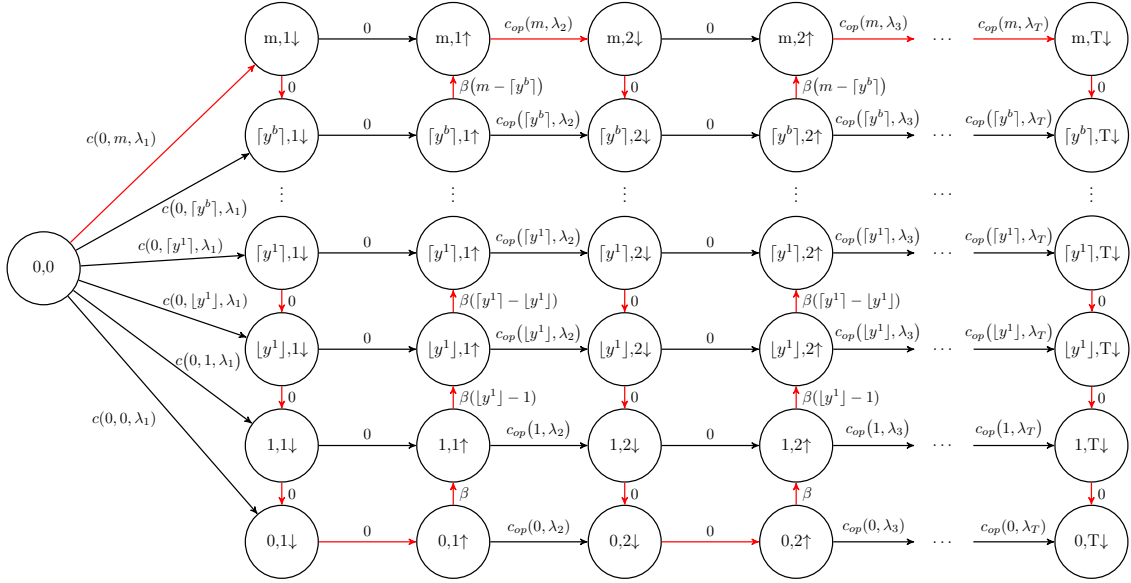 0 c_{op}(m, λ_2) 0 c_{op}(m, λ_3) c_{op}(m, λ_T)
m,1↓ m,1↑ m,2↓ m,2↑ ··· m,T↓
0 β(m − ⌈y^b⌉) 0 β(m − ⌈y^b⌉) 0
c(0, m, λ_1)
0 c_{op}(⌈y^b⌉, λ_2) 0 c_{op}(⌈y^b⌉, λ_3) c_{op}(⌈y^b⌉, λ_T)
⌈y^b⌉,1↓ ⌈y^b⌉,1↑ ⌈y^b⌉,2↓ ⌈y^b⌉,2↑ ··· ⌈y^b⌉,T↓
⋮ ⋮ ⋮ ⋮ ··· ⋮
c(0, ⌈y^b⌉, λ_1)
c(0, ⌈y^1⌉, λ_1) 0 c_{op}(⌈y^1⌉, λ_2) 0 c_{op}(⌈y^1⌉, λ_3) c_{op}(⌈y^1⌉, λ_T)
⌈y^1⌉,1↓ ⌈y^1⌉,1↑ ⌈y^1⌉,2↓ ⌈y^1⌉,2↑ ··· ⌈y^1⌉,T↓
0,0
c(0, ⌊y^1⌋, λ_1) 0 β(⌈y^1⌉ − ⌊y^1⌋) 0 β(⌈y^1⌉ − ⌊y^1⌋) 0
0 c_{op}(⌊y^1⌋, λ_2) 0 c_{op}(⌊y^1⌋, λ_3) c_{op}(⌊y^1⌋, λ_T)
⌊y^1⌋,1↓ ⌊y^1⌋,1↑ ⌊y^1⌋,2↓ ⌊y^1⌋,2↑ ··· ⌊y^1⌋,T↓
c(0, 1, λ_1)
0 β(⌊y^1⌋ − 1) 0 β(⌊y^1⌋ − 1) 0
c(0, 0, λ_1)
0 c_{op}(1, λ_2) 0 c_{op}(1, λ_3) c_{op}(1, λ_T)
1,1↓ 1,1↑ 1,2↓ 1,2↑ ··· 1,T↓
0 β 0 β 0
0 c_{op}(0, λ_2) 0 c_{op}(0, λ_3) c_{op}(0, λ_T)
0,1↓ 0,1↑ 0,2↓ 0,2↑ ··· 0,T↓